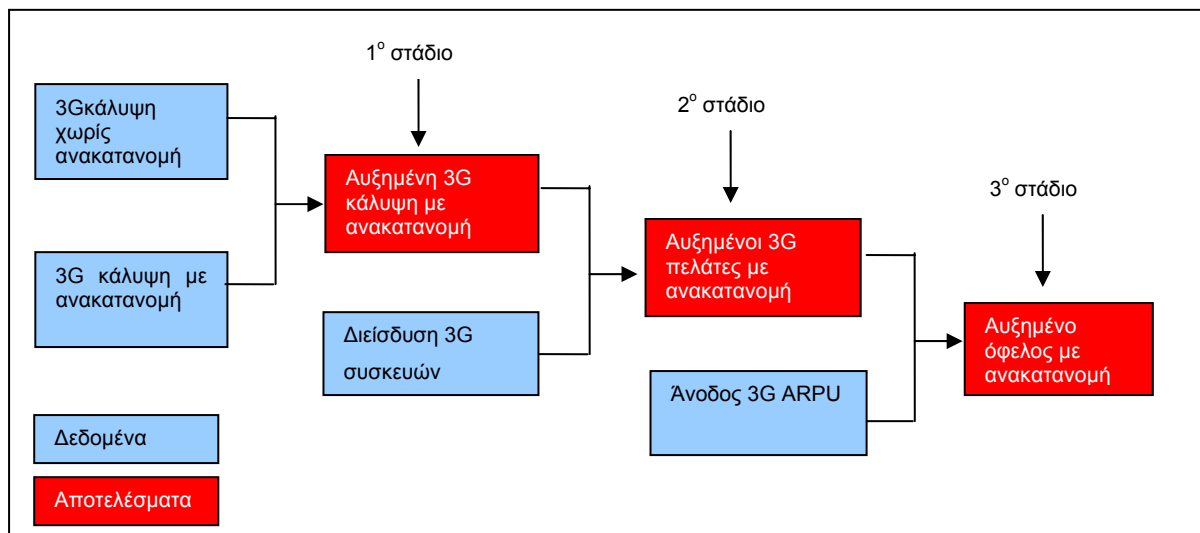 1ο στάδιο
3Gκάλυψη
χωρίς
ανακατανομή
2ο στάδιο
Αυξημένη 3G
κάλυψη με
ανακατανομή
3ο στάδιο
Αυξημένοι 3G
πελάτες με
ανακατανομή
3G κάλυψη με
ανακατανομή
Διείσδυση 3G
συσκευών
Αυξημένο
όφελος με
ανακατανομή
Άνοδος 3G ARPU
Δεδομένα
Αποτελέσματα